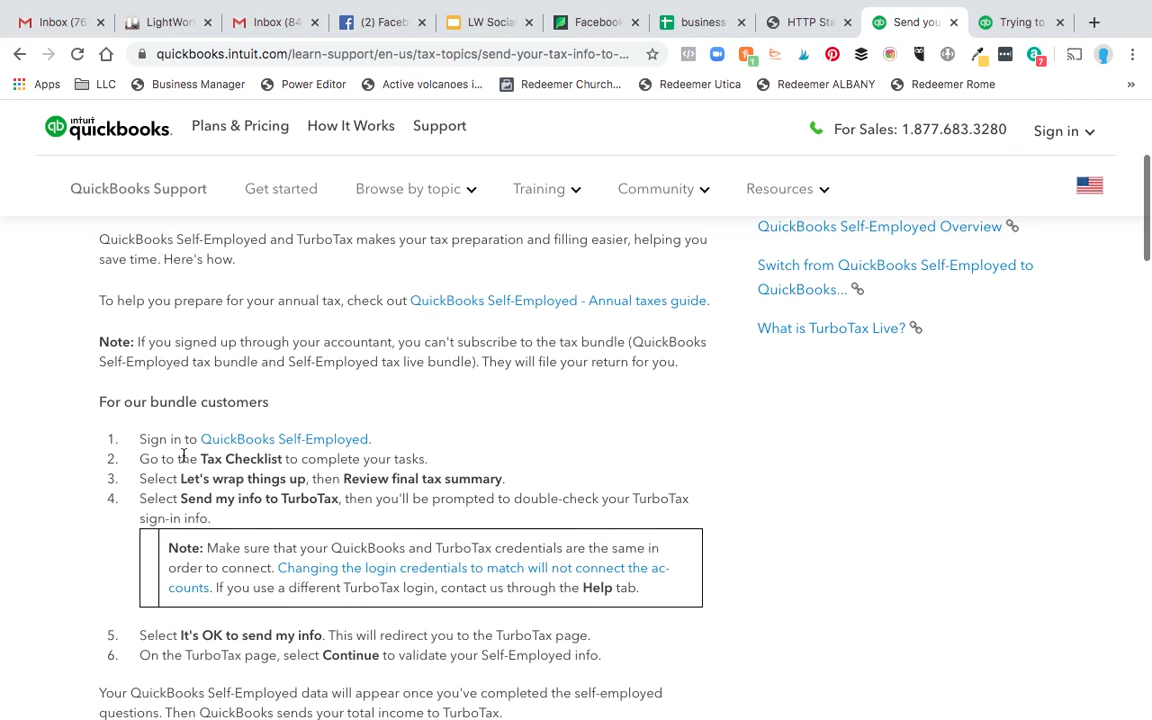 Inbox (76
LightWor
Inbox (84
(2) Faceb
LW Socia
Facebook
business
HTTP Sta
Send you
Trying to
quickbooks.intuit.com/learn-support/en-us/tax-topics/send-your-tax-info-to-...
1
7
Apps
LLC
Business Manager
Power Editor
Active volcanoes i...
Redeemer Church...
Redeemer Utica
Redeemer ALBANY
Redeemer Rome
»
intuit quickbooks.
Plans & Pricing
How It Works
Support
For Sales: 1.877.683.3280
Sign in
QuickBooks Support
Get started
Browse by topic
Training
Community
Resources
QuickBooks Self-Employed and TurboTax makes your tax preparation and filling easier, helping you
save time. Here's how.
To help you prepare for your annual tax, check out QuickBooks Self-Employed - Annual taxes guide.
Note: If you signed up through your accountant, you can't subscribe to the tax bundle (QuickBooks
Self-Employed tax bundle and Self-Employed tax live bundle). They will file your return for you.
For our bundle customers
1. Sign in to QuickBooks Self-Employed.
2. Go to the Tax Checklist to complete your tasks.
3. Select Let's wrap things up, then Review final tax summary.
4. Select Send my info to TurboTax, then you'll be prompted to double-check your TurboTax
sign-in info.
Note: Make sure that your QuickBooks and TurboTax credentials are the same in
order to connect. Changing the login credentials to match will not connect the ac-
counts. If you use a different TurboTax login, contact us through the Help tab.
5. Select It's OK to send my info. This will redirect you to the TurboTax page.
6. On the TurboTax page, select Continue to validate your Self-Employed info.
Your QuickBooks Self-Employed data will appear once you've completed the self-employed
questions. Then QuickBooks sends your total income to TurboTax.
QuickBooks Self-Employed Overview
Switch from QuickBooks Self-Employed to
QuickBooks...
What is TurboTax Live?